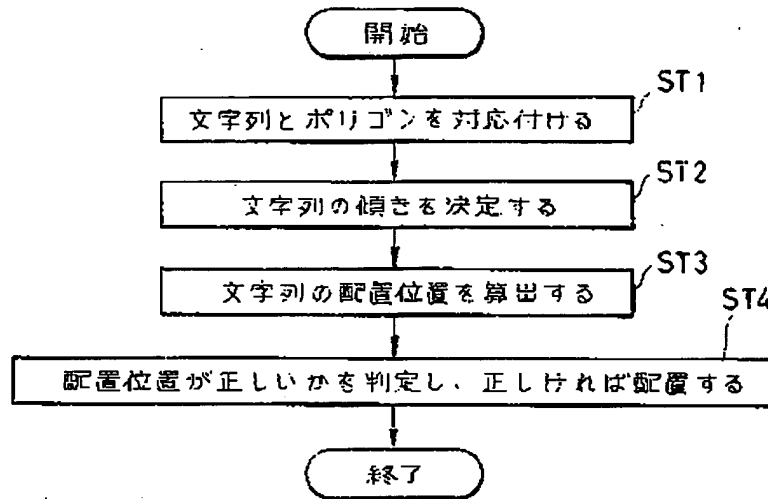 開始
ST1
文字列とポリゴンを対応付ける
ST2
文字列の傾きを決定する
ST3
文字列の配置位置を算出する
ST4
配置位置が正しいかを判定し、正しければ配置する
終了